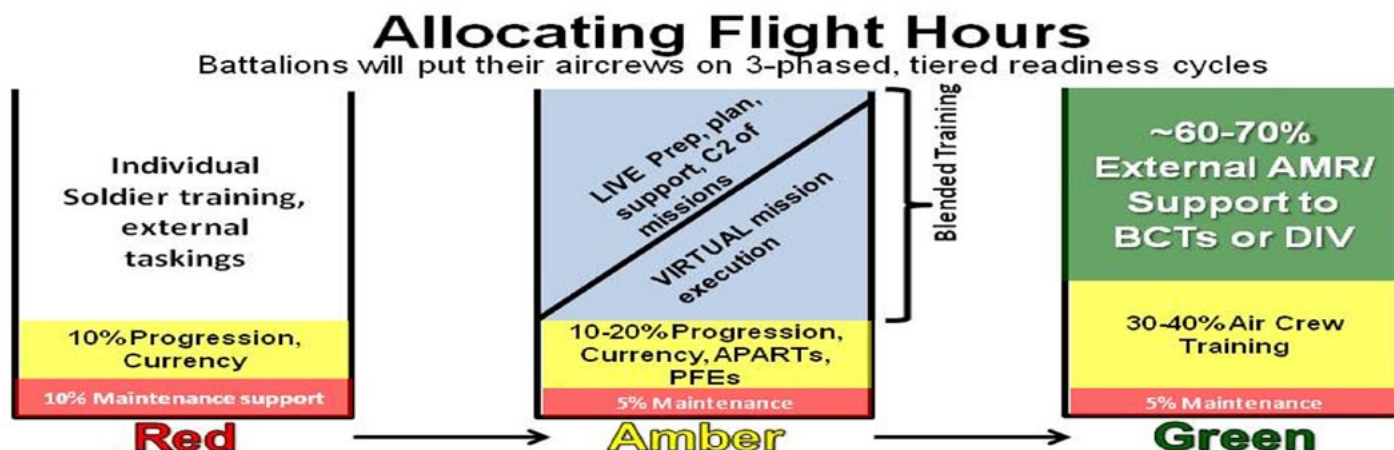 Allocating Flight Hours
Battalions will put their aircrews on 3-phased, tiered readiness cycles
Individual
Soldier training,
external
taskings
10% Progression,
Currency
10% Maintenance support
Red
LIVE Prep, plan,
support, C2 of
missions
VIRTUAL mission
execution
Blended Training
10-20% Progression,
Currency, APARTs,
PFEs
5% Maintenance
Amber
~60-70%
External AMR/
Support to
BCTs or DIV
30-40% Air Crew
Training
5% Maintenance
Green